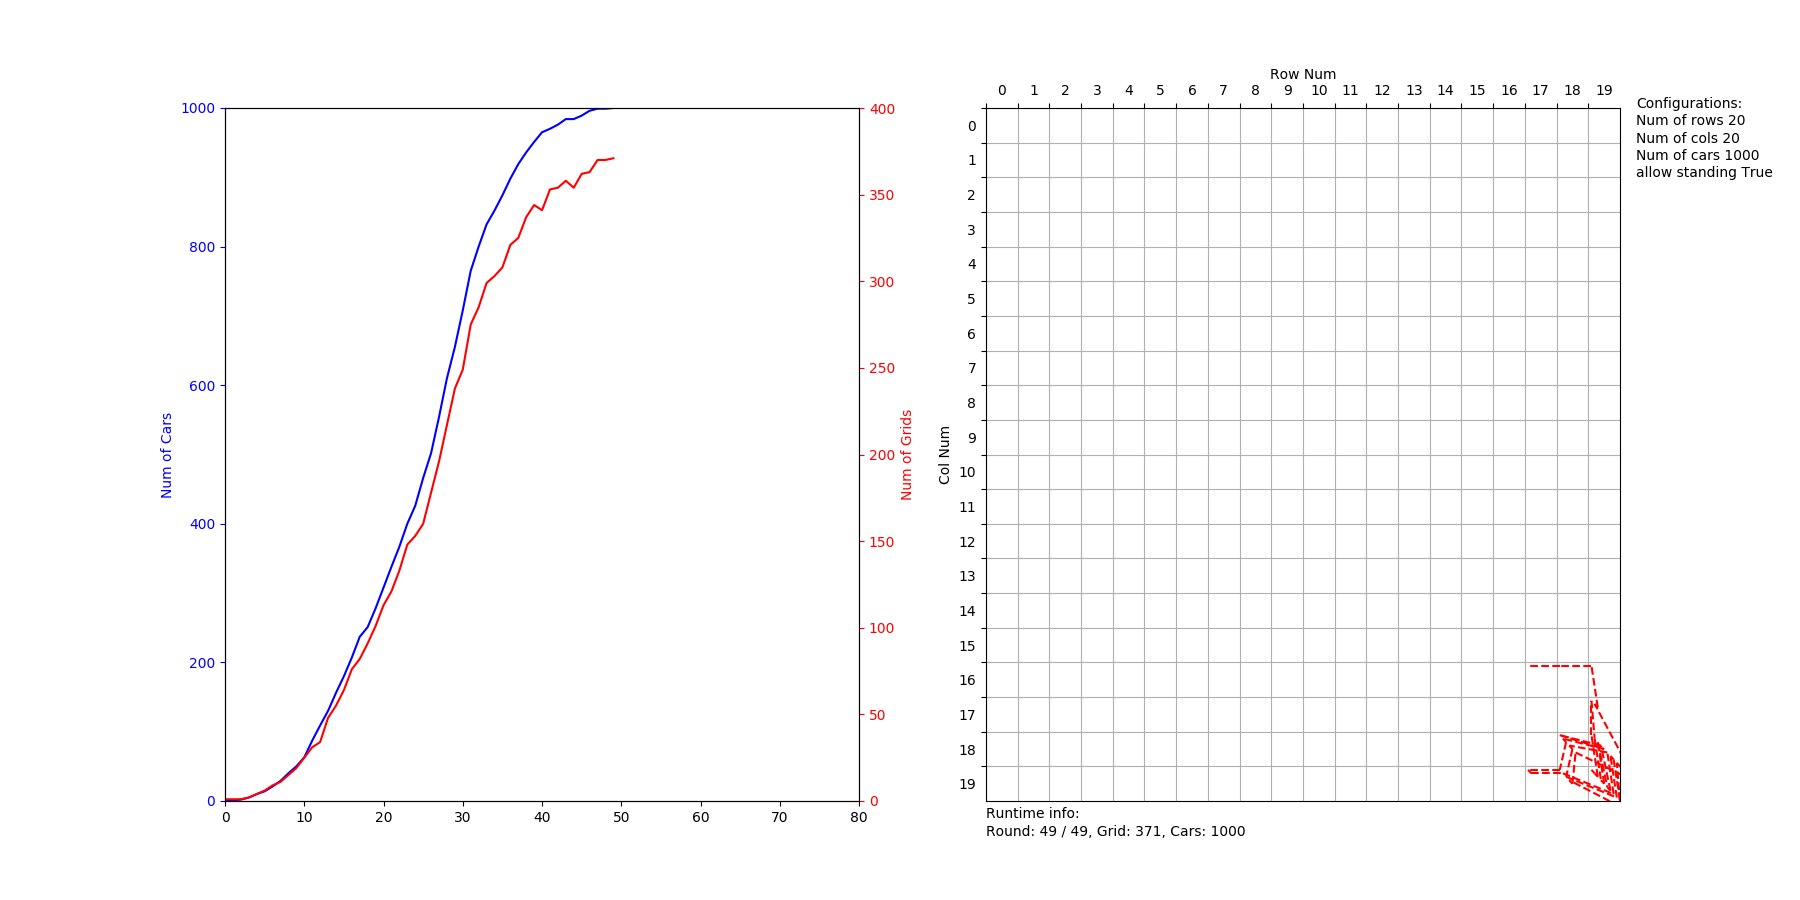 1000
800
600
400
200
0
Num of Cars
0 10 20 30 40 50 60 70 80
400
350
300
250
200
150
100
50
0
Num of Grids
Row Num
0 1 2 3 4 5 6 7 8 9 10 11 12 13 14 15 16 17 18 19
Col Num
0
1
2
3
4
5
6
7
8
9
10
11
12
13
14
15
16
17
18
19
Configurations:
Num of rows 20
Num of cols 20
Num of cars 1000
allow standing True
Runtime info:
Round: 49 / 49, Grid: 371, Cars: 1000